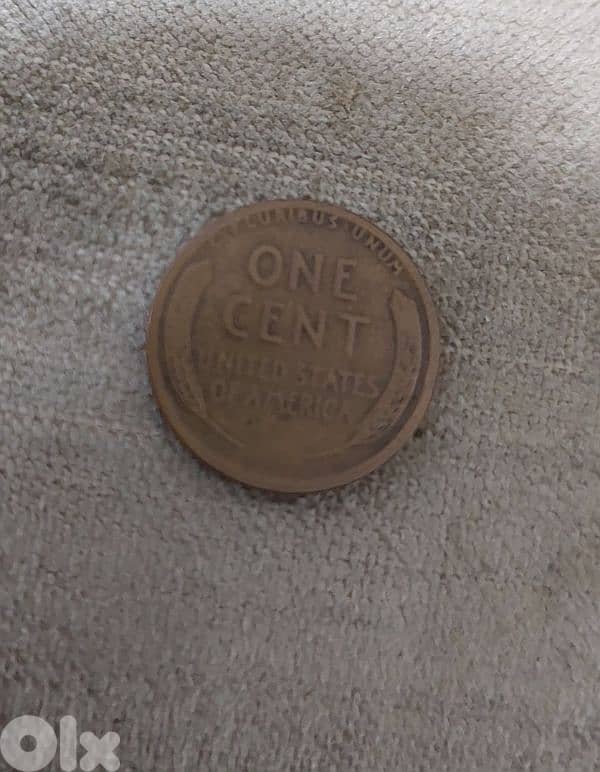 E PLURIBUS UNUM
ONE
CENT
UNITED STATES
OF AMERICA
Olx